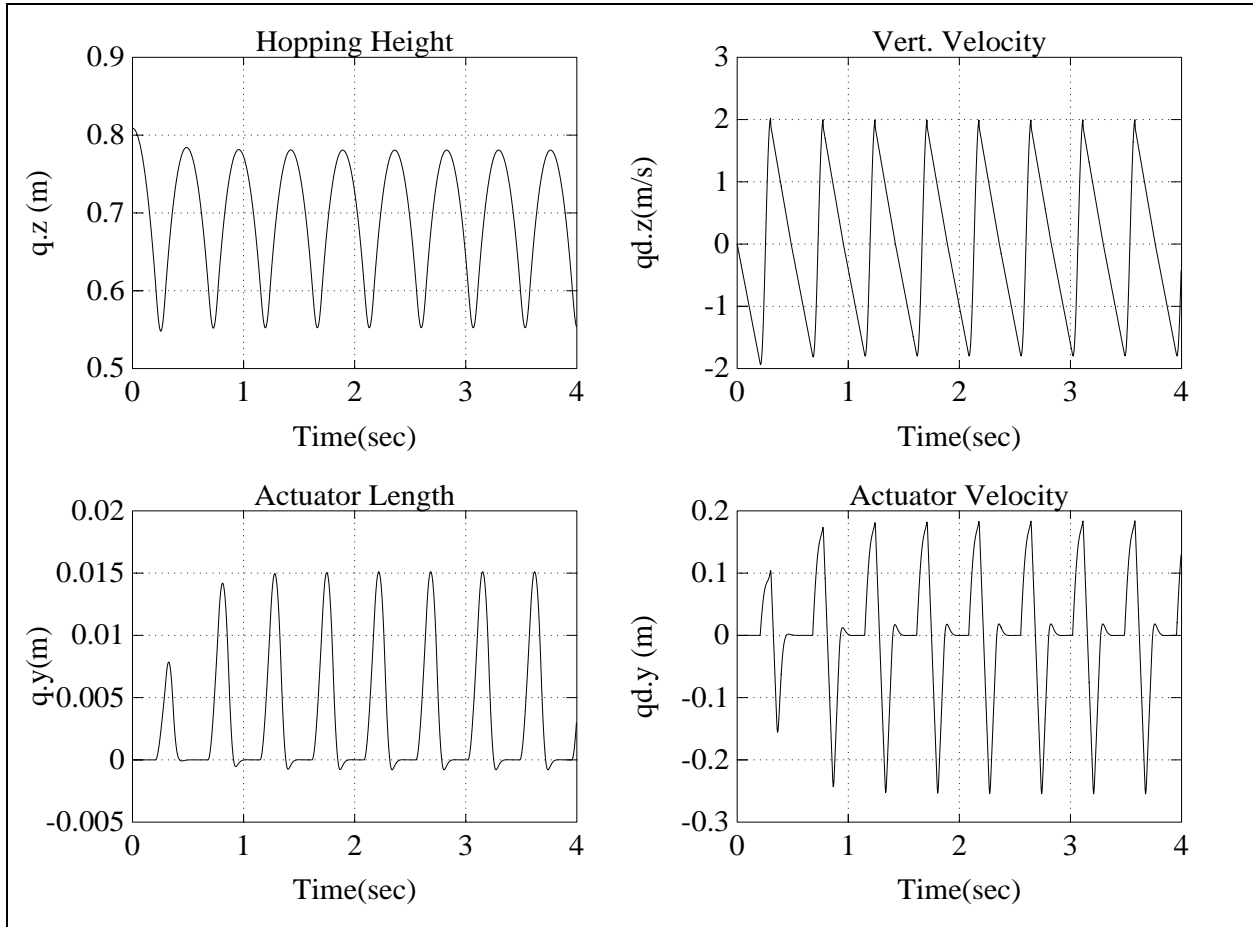 Hopping Height
0.9
0.8
0.7
0.6
0.5
q.z (m)
0 1 2 3 4
Time(sec)
Vert. Velocity
3
2
1
0
-1
-2
qd.z(m/s)
0 1 2 3 4
Time(sec)
Actuator Length
0.02
0.015
0.01
0.005
0
-0.005
q.y(m)
0 1 2 3 4
Time(sec)
Actuator Velocity
0.2
0.1
0
-0.1
-0.2
-0.3
qd.y (m)
0 1 2 3 4
Time(sec)